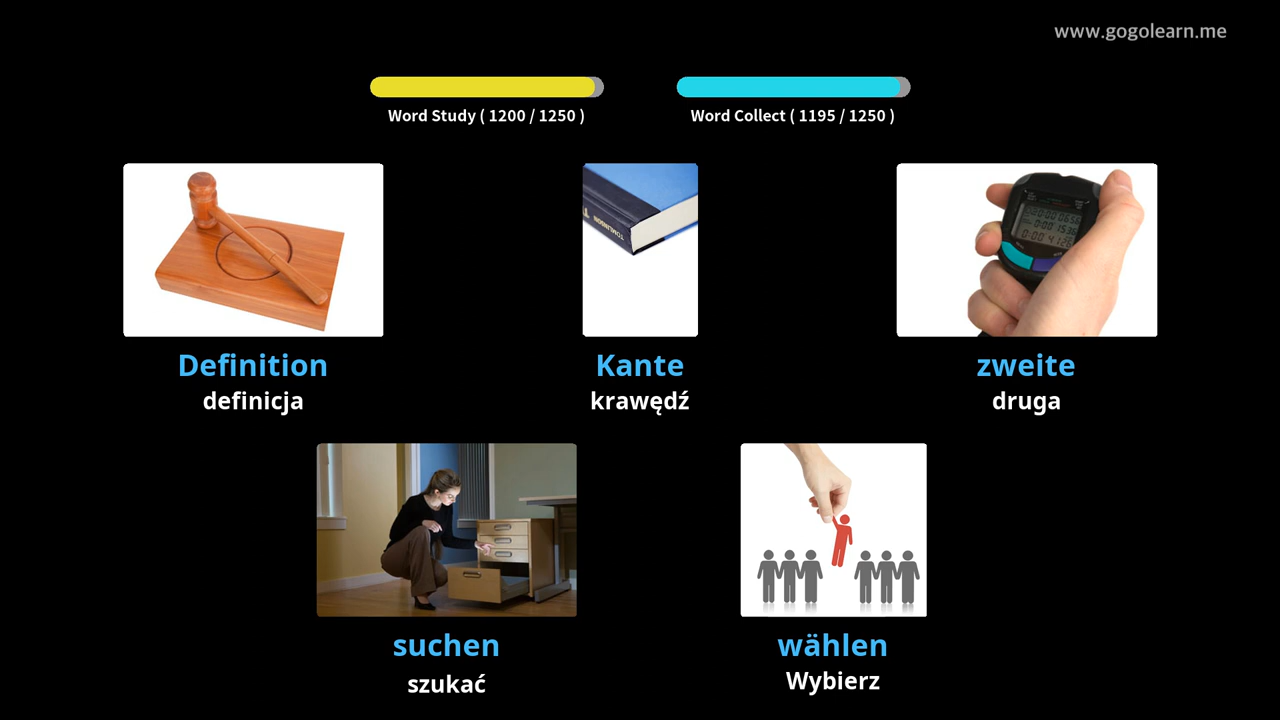 www.gogolearn.me
Word Study ( 1200 / 1250 )
Word Collect ( 1195 / 1250 )
TOMLINSON
Definition
definicja
Kante
krawędź
zweite
druga
suchen
szukać
wählen
Wybierz